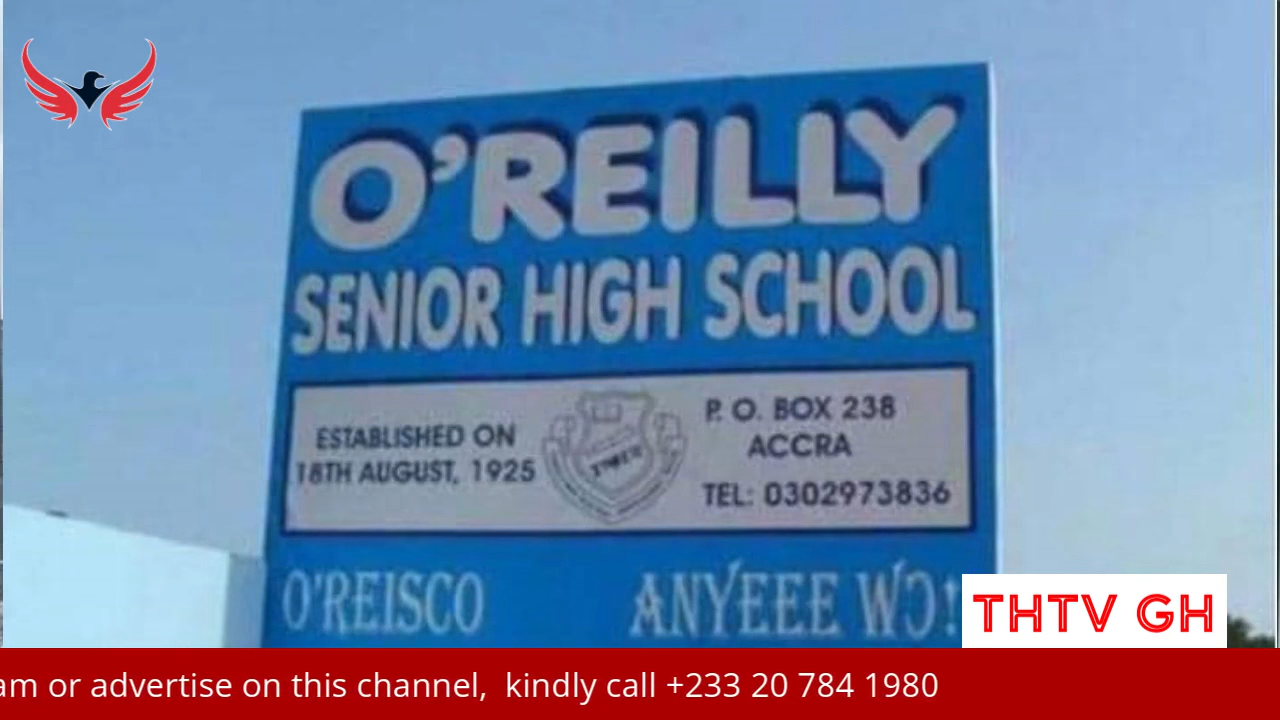 O'REILLY
SENIOR HIGH SCHOOL
ESTABLISHED ON
18TH AUGUST, 1925
P. O. BOX 238
ACCRA
TEL: 0302973836
O'REISCO
ANYEEE WƆ!
THTV GH
am or advertise on this channel, kindly call +233 20 784 1980